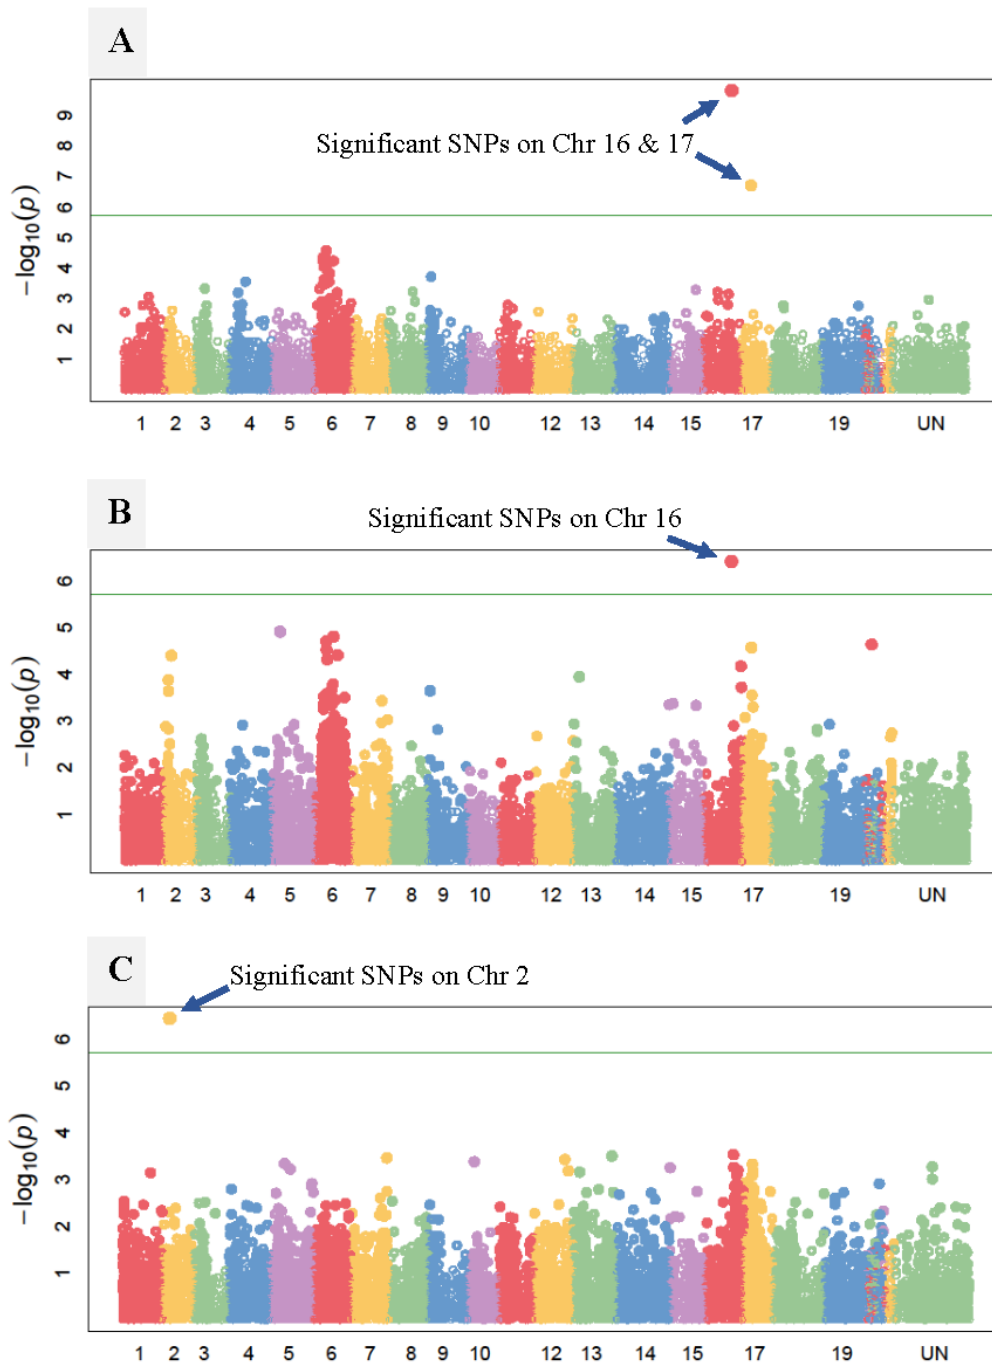 A
Significant SNPs on Chr 16 & 17
−log10(p)
9
8
7
6
5
4
3
2
1
1 2 3 4 5 6 7 8 9 10 12 13 14 15 17 19 UN
B
Significant SNPs on Chr 16
−log10(p)
6
5
4
3
2
1
1 2 3 4 5 6 7 8 9 10 12 13 14 15 17 19 UN
C
Significant SNPs on Chr 2
−log10(p)
6
5
4
3
2
1
1 2 3 4 5 6 7 8 9 10 12 13 14 15 17 19 UN